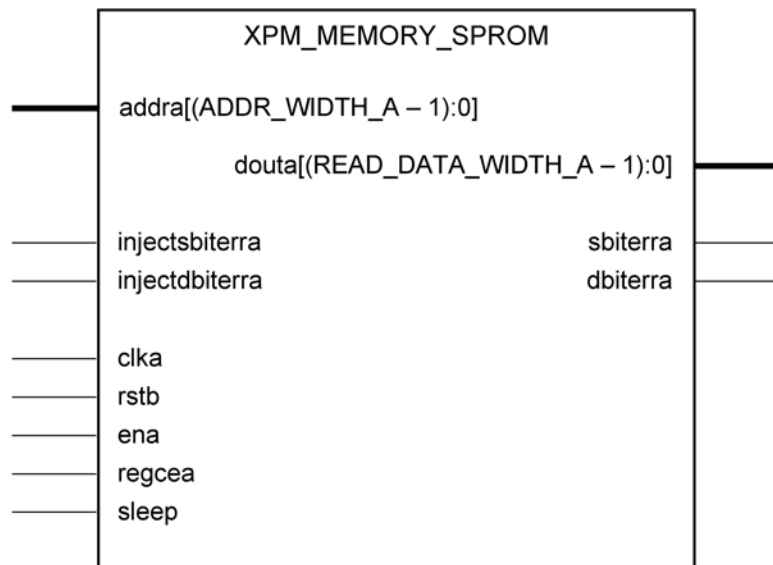 XPM_MEMORY_SPROM
addra[(ADDR_WIDTH_A – 1):0]
douta[(READ_DATA_WIDTH_A – 1):0]
injectsbiterra
sbiterra
injectdbiterra
dbiterra
clka
rstb
ena
regcea
sleep